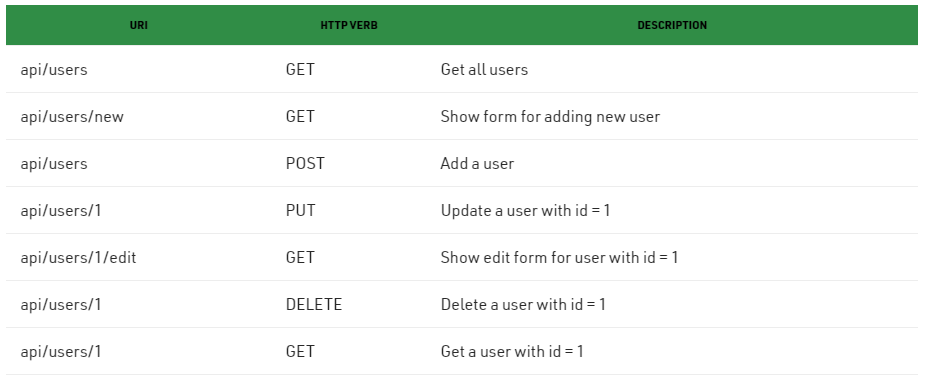 URI HTTP VERB DESCRIPTION
api/users GET Get all users
api/users/new GET Show form for adding new user
api/users POST Add a user
api/users/1 PUT Update a user with id = 1
api/users/1/edit GET Show edit form for user with id = 1
api/users/1 DELETE Delete a user with id = 1
api/users/1 GET Get a user with id = 1